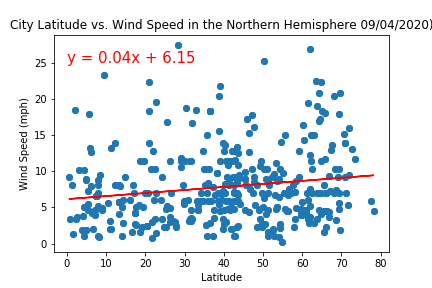 City Latitude vs. Wind Speed in the Northern Hemisphere 09/04/2020)
y = 0.04x + 6.15
25
20
15
10
5
0
Wind Speed (mph)
0 10 20 30 40 50 60 70 80
Latitude